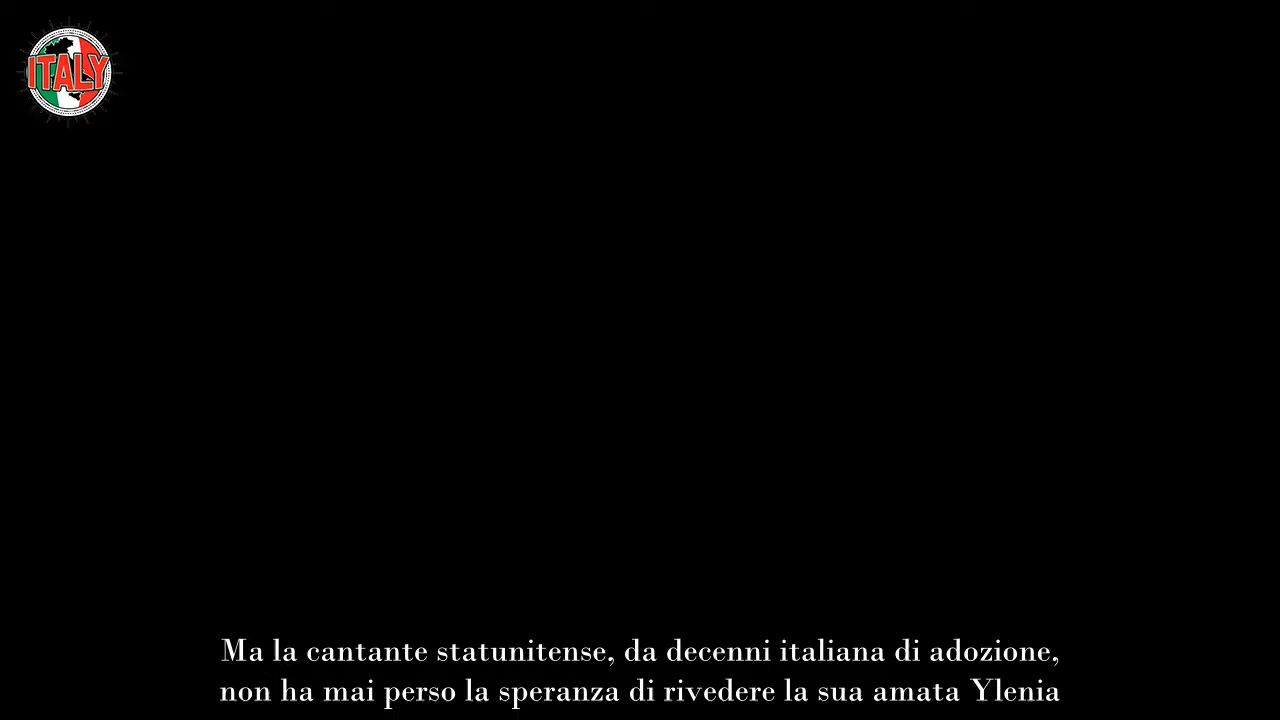 ITALY
Ma la cantante statunitense, da decenni italiana di adozione,
non ha mai perso la speranza di rivedere la sua amata Ylenia